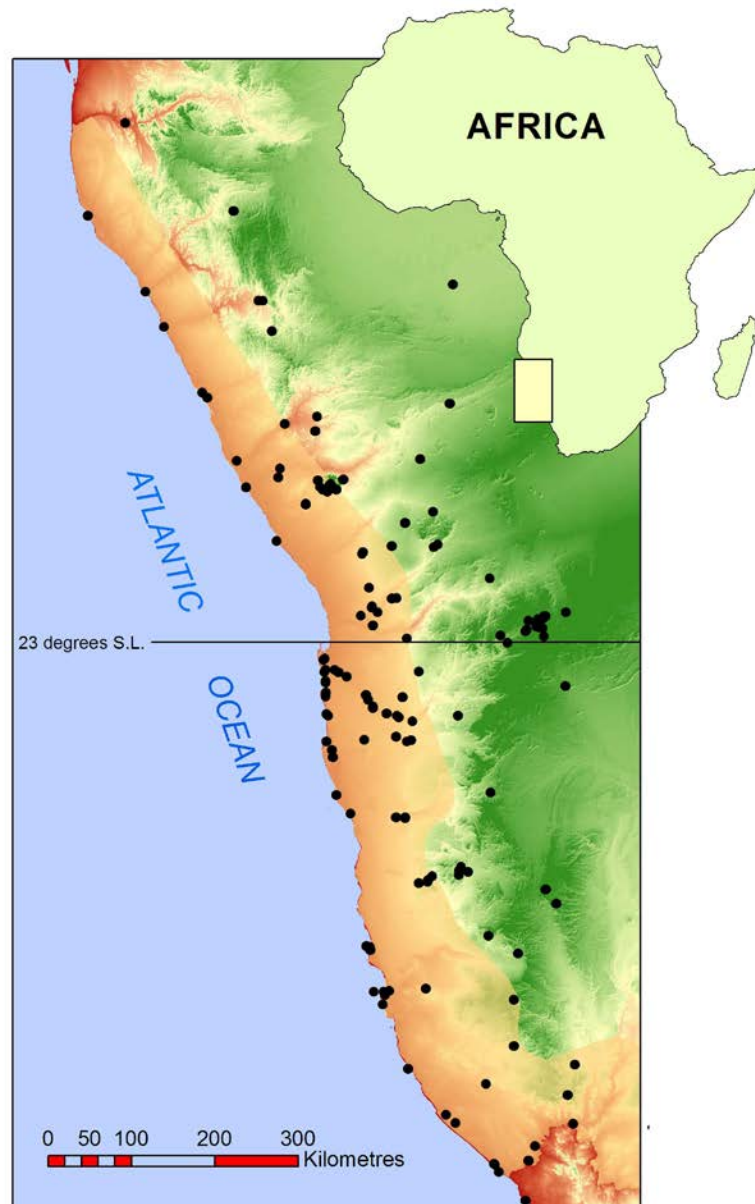 AFRICA
ATLANTIC
23 degrees S.L.
OCEAN
0 50 100 200 300
Kilometres